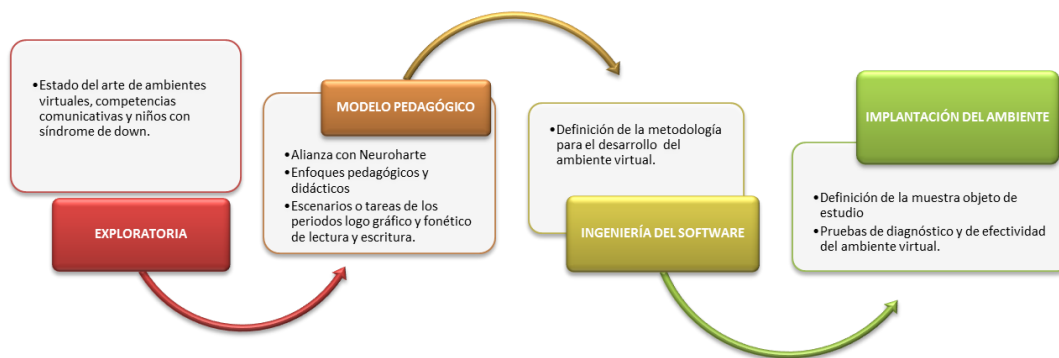 •Estado del arte de ambientes
virtuales, competencias
comunicativas y niños con
síndrome de down.
EXPLORATORIA
MODELO PEDAGÓGICO
•Alianza con Neuroharte
•Enfoques pedagógicos y
didácticos
•Escenarios o tareas de los
periodos logo gráfico y fonético
de lectura y escritura.
•Definición de la metodología
para el desarrollo del
ambiente virtual.
INGENIERÍA DEL SOFTWARE
IMPLANTACIÓN DEL AMBIENTE
•Definición de la muestra objeto de
estudio
•Pruebas de diagnóstico y de efectividad
del ambiente virtual.